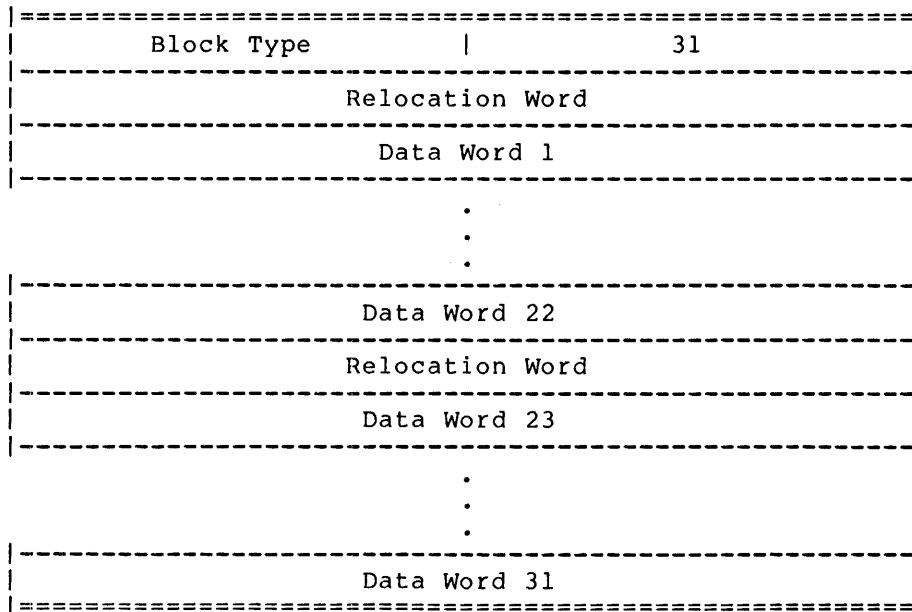 Block Type | 31
Relocation Word
Data Word 1
.
.
.
Data Word 22
Relocation Word
Data Word 23
.
.
.
Data Word 31